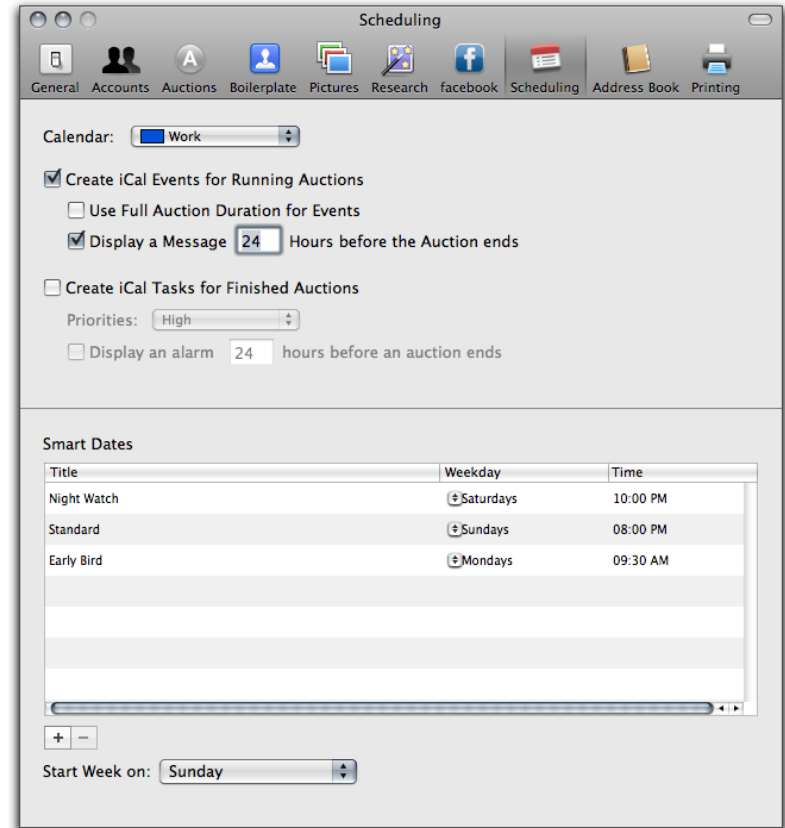 Scheduling
General Accounts Auctions Boilerplate Pictures Research facebook Scheduling Address Book Printing
Calendar: Work
Create iCal Events for Running Auctions
Use Full Auction Duration for Events
Display a Message 24 Hours before the Auction ends
Create iCal Tasks for Finished Auctions
Priorities: High
Display an alarm 24 hours before an auction ends
Smart Dates
Title Weekday Time
Night Watch Saturdays 10:00 PM
Standard Sundays 08:00 PM
Early Bird Mondays 09:30 AM
+ −
Start Week on: Sunday